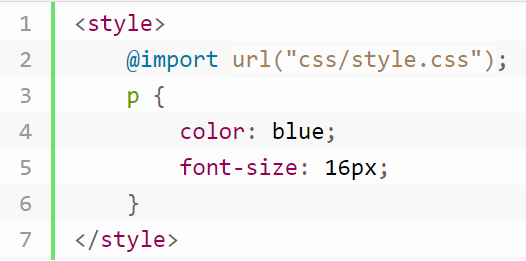 1 <style>
2     @import url("css/style.css");
3     p {
4         color: blue;
5         font-size: 16px;
6     }
7 </style>